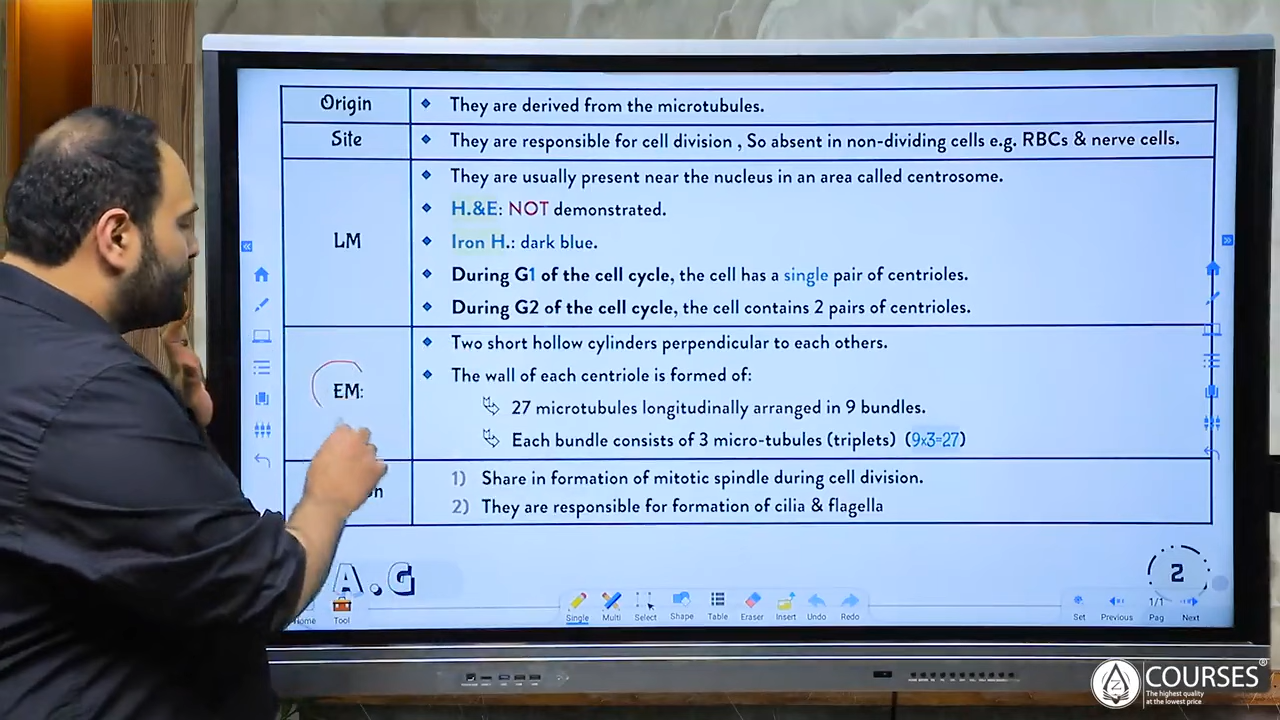 Origin
They are derived from the microtubules.
Site
They are responsible for cell division , So absent in non-dividing cells e.g. RBCs & nerve cells.
LM
They are usually present near the nucleus in an area called centrosome.
H.&E: NOT demonstrated.
Iron H.: dark blue.
During G1 of the cell cycle, the cell has a single pair of centrioles.
During G2 of the cell cycle, the cell contains 2 pairs of centrioles.
EM:
Two short hollow cylinders perpendicular to each others.
The wall of each centriole is formed of:
27 microtubules longitudinally arranged in 9 bundles.
Each bundle consists of 3 micro-tubules (triplets) (9x3=27)
1) Share in formation of mitotic spindle during cell division.
2) They are responsible for formation of cilia & flagella
A.G
2
Tool
Single Multi Select Shape Table Eraser Insert Undo Redo
Set Previous 1/1 Pag Next
COURSES®
The highest quality
at the lowest price